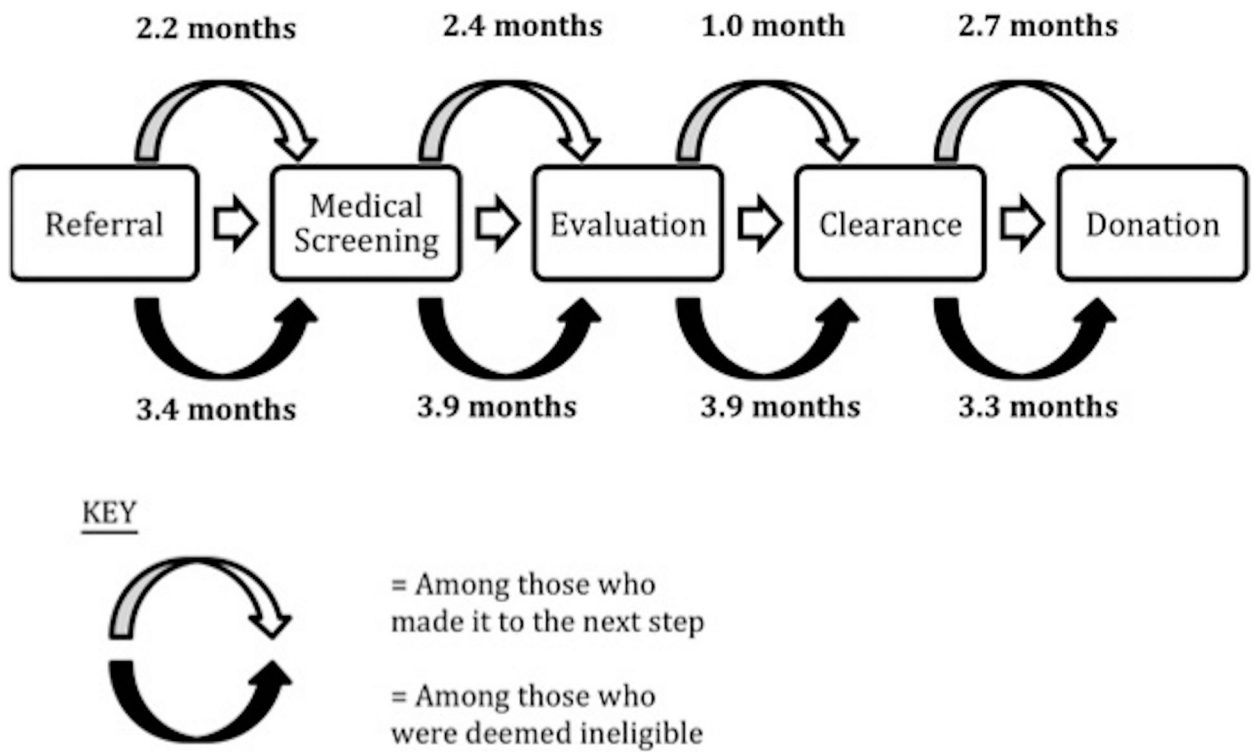 2.2 months
2.4 months
1.0 month
2.7 months
Referral
Medical
Screening
Evaluation
Clearance
Donation
3.4 months
3.9 months
3.9 months
3.3 months
KEY
= Among those who
made it to the next step
= Among those who
were deemed ineligible